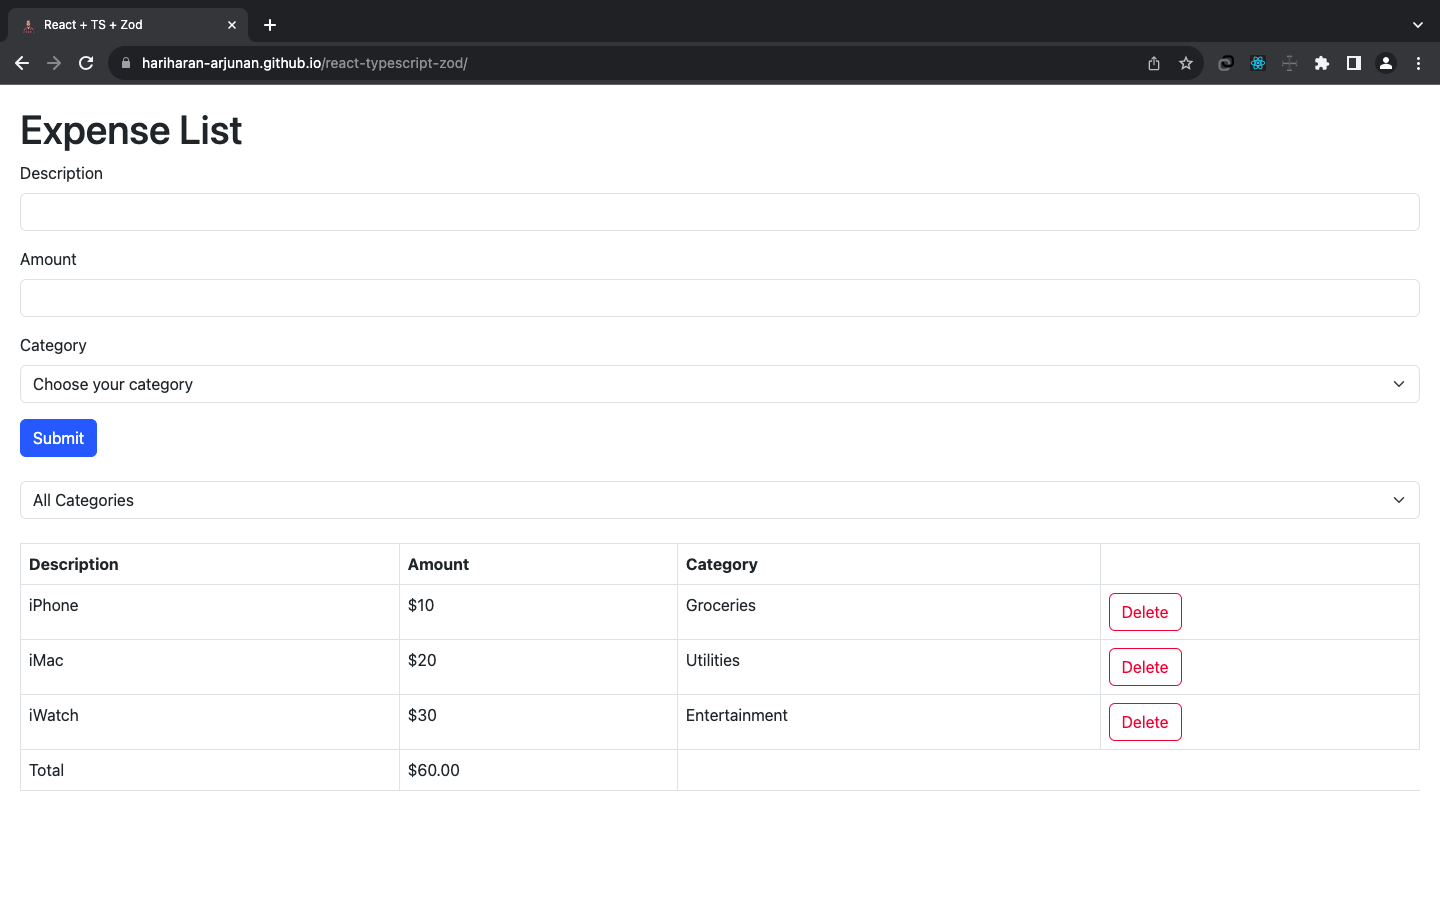 React + TS + Zod
hariharan-arjunan.github.io/react-typescript-zod/
Expense List
Description
Amount
Category
Choose your category
Submit
All Categories
Description Amount Category
iPhone $10 Groceries Delete
iMac $20 Utilities Delete
iWatch $30 Entertainment Delete
Total $60.00